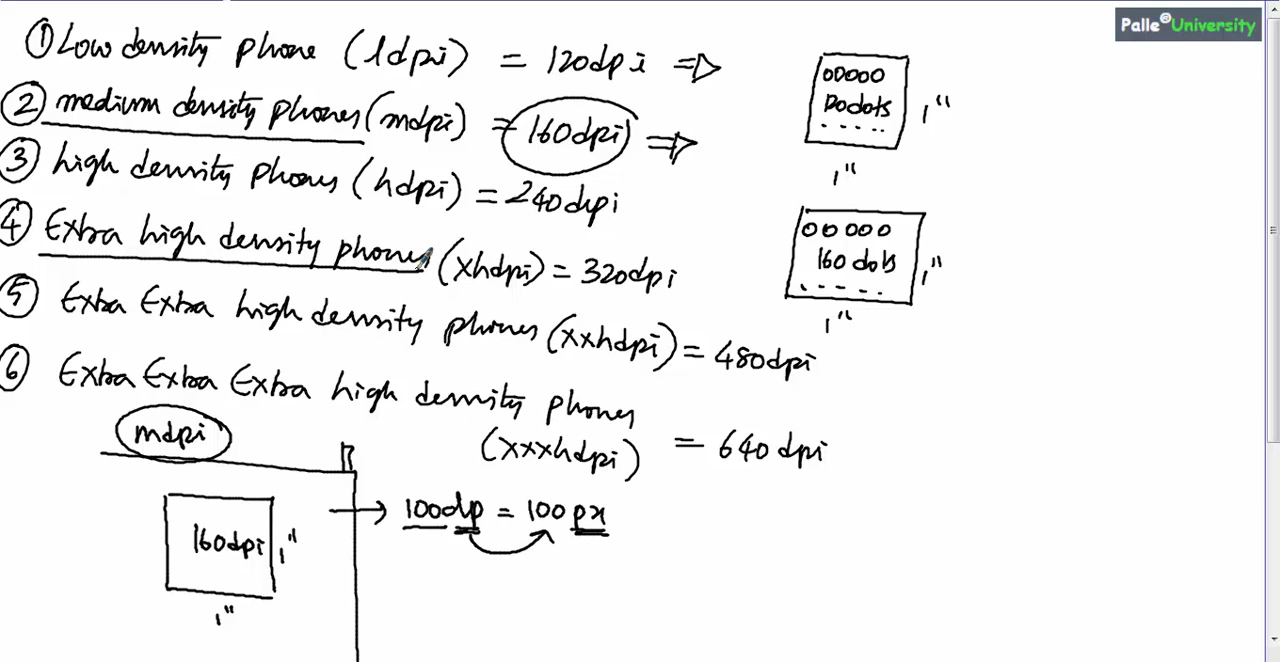 Palle@University
① Low density phone (ldpi) = 120dpi ⇒
00000
② medium density phones (mdpi) = 160dpi ⇒
1"
1"
③ high density phones (hdpi) = 240dpi
④ Extra high density phones (xhdpi) = 320dpi
00000
160 dots
1"
1"
⑤ Extra Extra high density phones (xxhdpi) = 480dpi
⑥ Extra Extra Extra high density phones
(xxxhdpi) = 640dpi
mdpi
100dp = 100px
160dpi
1"
1"